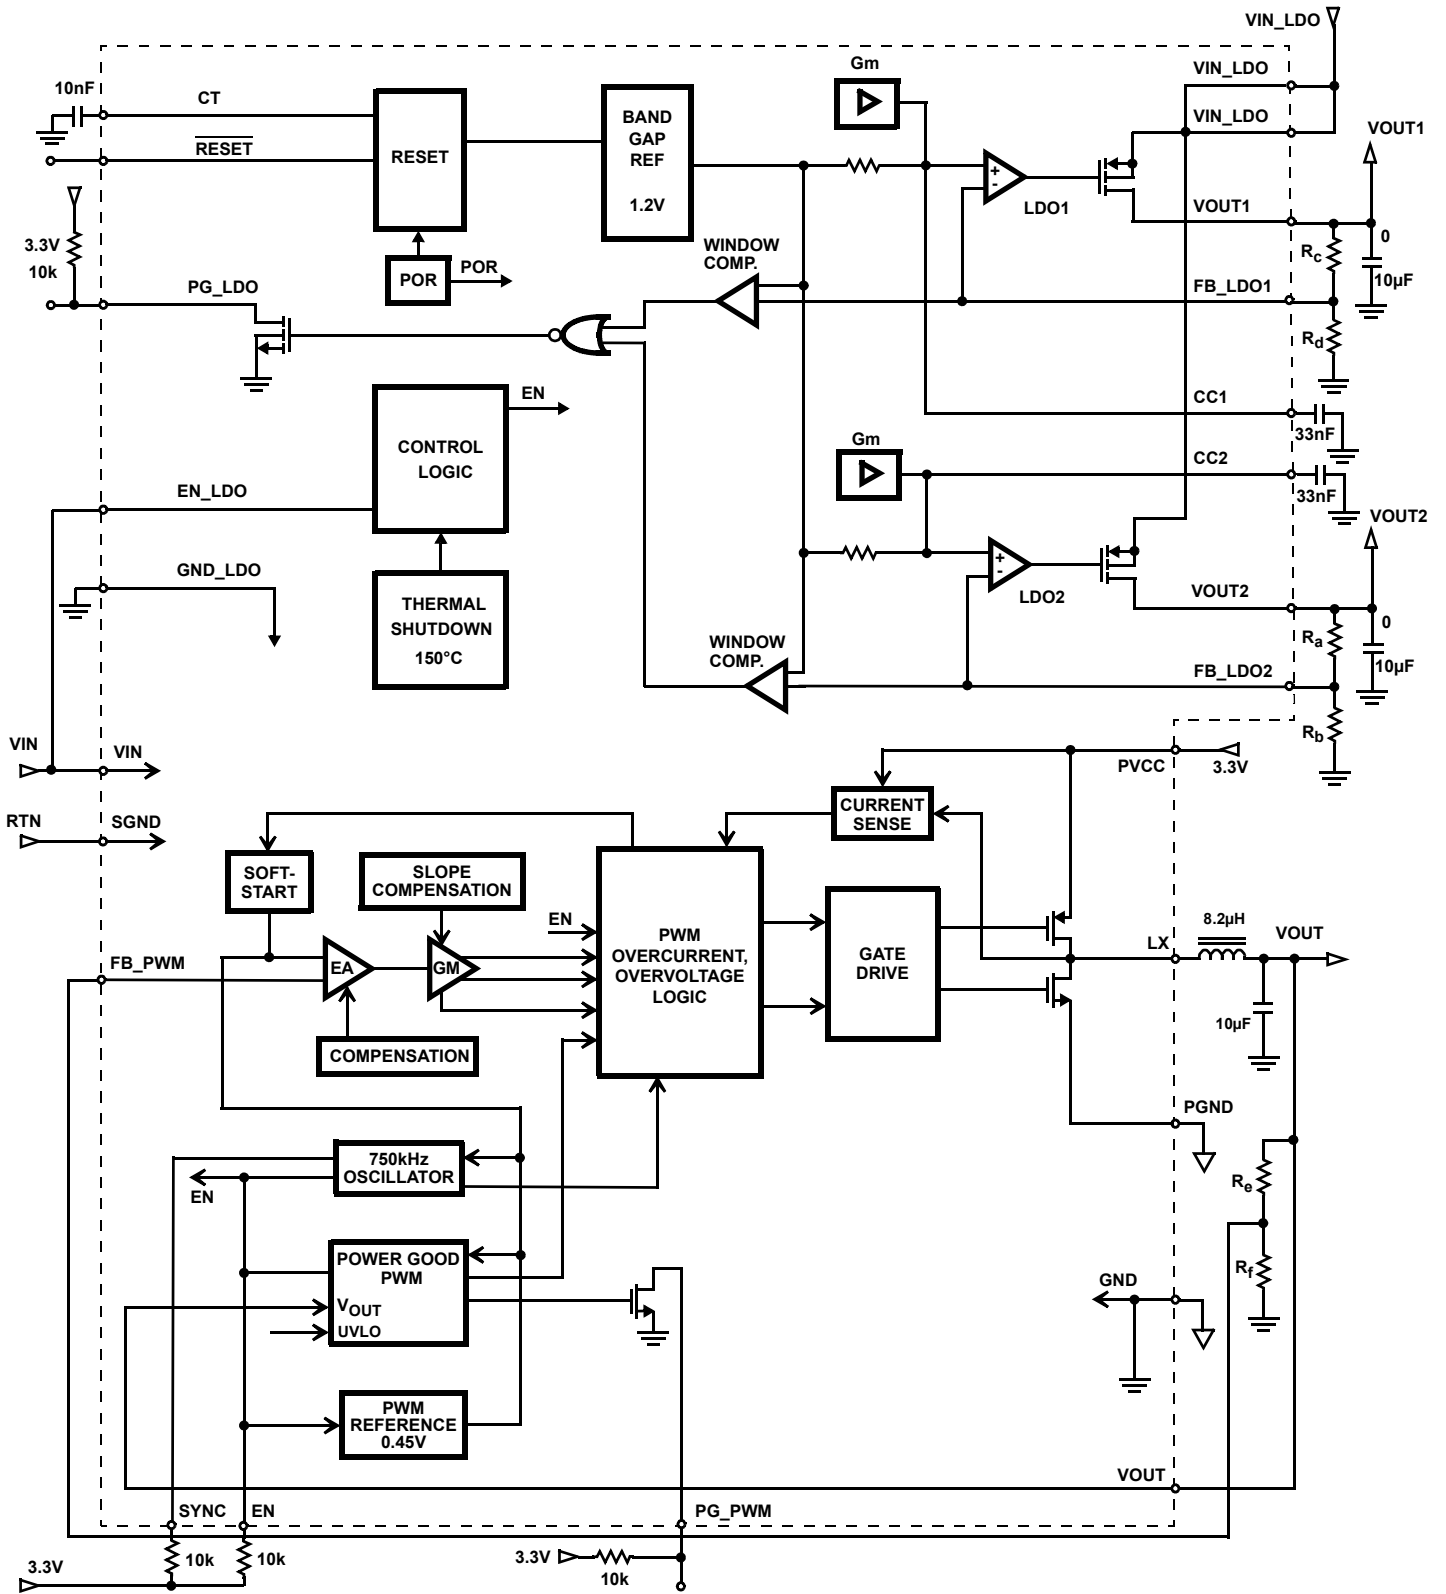 VIN_LDO
10nF
CT
Gm
VIN_LDO
RESET
RESET
BAND
GAP
REF
1.2V
VIN_LDO
VOUT1
+
-
LDO1
VOUT1
0
3.3V
10k
PG_LDO
POR
POR
WINDOW
COMP.
FB_LDO1
Rc
10µF
Rd
EN
CONTROL
LOGIC
CC1
33nF
Gm
CC2
33nF
EN_LDO
VOUT2
+
-
LDO2
GND_LDO
THERMAL
SHUTDOWN
150°C
VOUT2
0
Ra
10µF
WINDOW
COMP.
FB_LDO2
Rb
VIN
VIN
PVCC
3.3V
RTN
SGND
CURRENT
SENSE
SOFT-
START
SLOPE
COMPENSATION
EN
PWM
OVERCURRENT,
OVERVOLTAGE
LOGIC
GATE
DRIVE
LX
8.2µH
VOUT
FB_PWM
EA
GM
10µF
COMPENSATION
PGND
750kHz
OSCILLATOR
EN
Re
POWER GOOD
PWM
VOUT
UVLO
GND
Rf
PWM
REFERENCE
0.45V
VOUT
SYNC
EN
PG_PWM
3.3V
10k
10k
3.3V
10k